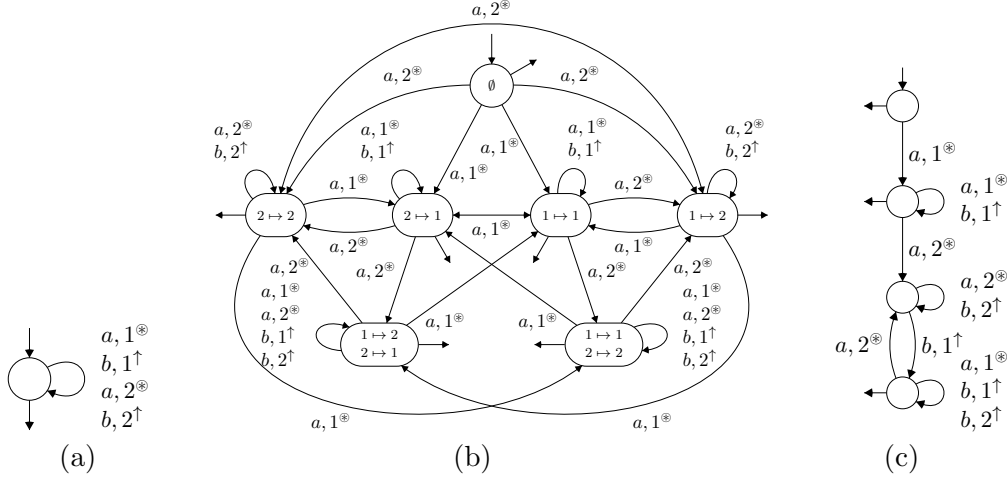 a, 2⊛
∅
a, 2⊛
a, 2⊛
a, 2⊛
b, 2↑
a, 1⊛
b, 1↑
a, 1⊛
a, 1⊛
a, 1⊛
b, 1↑
a, 2⊛
b, 2↑
a, 1⊛
a, 2⊛
2 ↦ 2
2 ↦ 1
1 ↦ 1
1 ↦ 2
a, 2⊛
a, 1⊛
a, 1⊛
a, 2⊛
a, 2⊛
a, 2⊛
a, 2⊛
a, 1⊛
a, 2⊛
b, 1↑
b, 2↑
1 ↦ 2
2 ↦ 1
a, 1⊛
a, 1⊛
1 ↦ 1
2 ↦ 2
a, 1⊛
a, 2⊛
b, 1↑
b, 2↑
a, 1⊛
a, 1⊛
a, 1⊛
b, 1↑
a, 2⊛
b, 2↑
a, 1⊛
a, 1⊛
b, 1↑
a, 2⊛
a, 2⊛
b, 2↑
a, 2⊛
b, 1↑
a, 1⊛
b, 1↑
b, 2↑
(a)
(b)
(c)